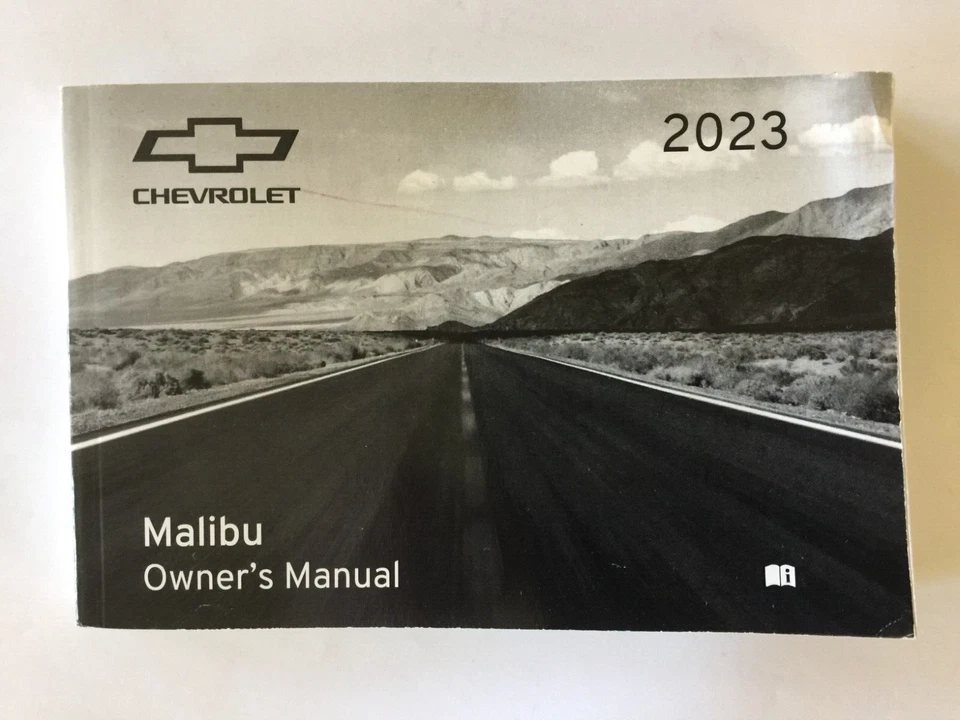 CHEVROLET
2023
Malibu
Owner's Manual
i